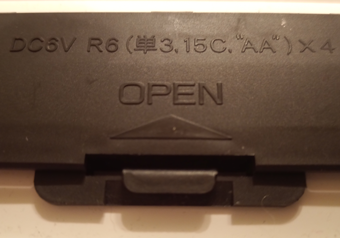 DC6V R6 (単3,15C,"AA") × 4
OPEN